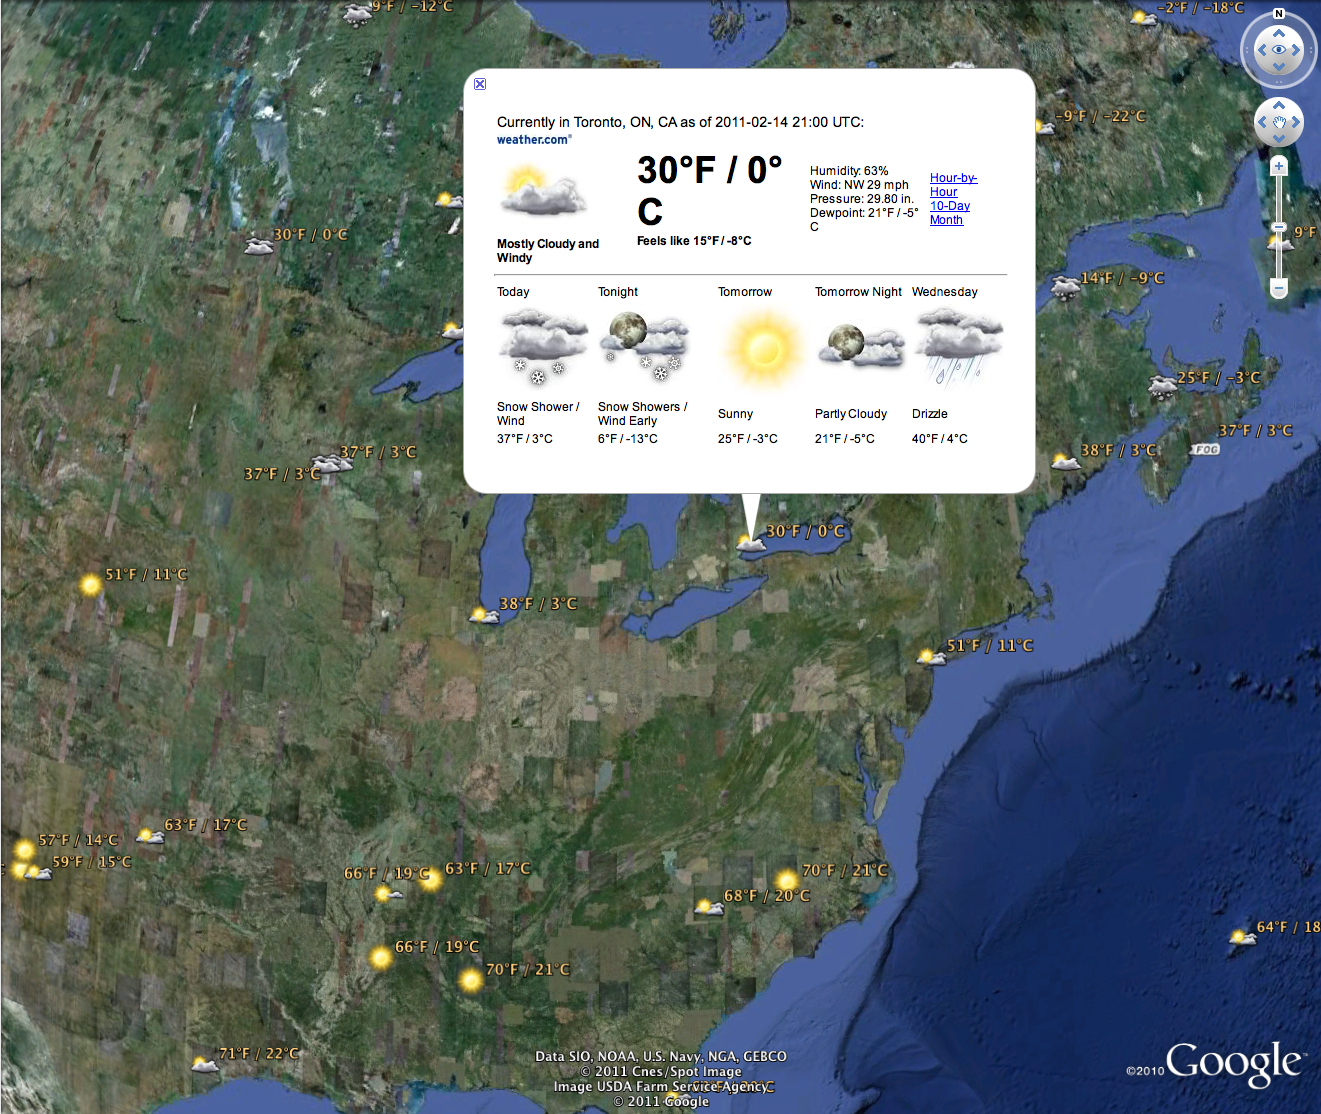 9°F / -12°C
-2°F / -18°C
N
-9°F / -22°C
Currently in Toronto, ON, CA as of 2011-02-14 21:00 UTC:
weather.com®
30°F / 0°
C
Feels like 15°F / -8°C
Mostly Cloudy and
Windy
Humidity: 63%
Wind: NW 29 mph
Pressure: 29.80 in.
Dewpoint: 21°F / -5°
C
Hour-by-
Hour
10-Day
Month
Today
Tonight
Tomorrow
Tomorrow Night
Wednesday
Snow Shower /
Wind
37°F / 3°C
Snow Showers /
Wind Early
6°F / -13°C
Sunny
25°F / -3°C
Partly Cloudy
21°F / -5°C
Drizzle
40°F / 4°C
30°F / 0°C
9°F
14°F / -9°C
25°F / -3°C
37°F / 3°C
FOG
38°F / 3°C
37°F / 3°C
37°F / 3°C
30°F / 0°C
51°F / 11°C
38°F / 3°C
51°F / 11°C
63°F / 17°C
57°F / 14°C
59°F / 15°C
C
66°F / 19°C
63°F / 17°C
70°F / 21°C
68°F / 20°C
64°F / 18
66°F / 19°C
70°F / 21°C
71°F / 22°C
Data SIO, NOAA, U.S. Navy, NGA, GEBCO
© 2011 Cnes/Spot Image
Image USDA Farm Service Agency
© 2011 Google
©2010 Google™